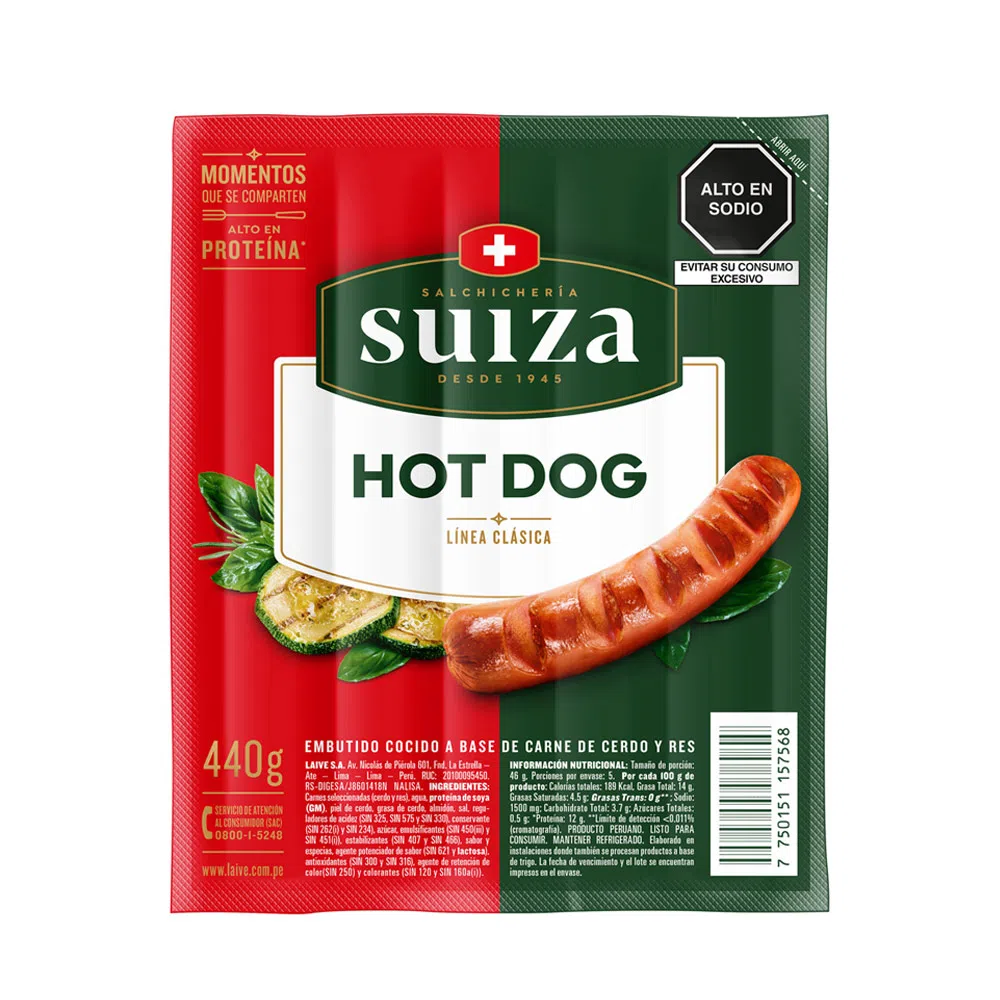 MOMENTOS
QUE SE COMPARTEN
ALTO EN
PROTEÍNA*
ABRIR AQUÍ
ALTO EN
SODIO
EVITAR SU CONSUMO
EXCESIVO
SALCHICHERÍA
suiza
DESDE 1945
HOT DOG
LÍNEA CLÁSICA
440g
SERVICIO DE ATENCIÓN
AL CONSUMIDOR (SAC)
0800-1-5248
www.laive.com.pe
EMBUTIDO COCIDO A BASE DE CARNE DE CERDO Y RES
LAIVE S.A. Av. Nicolás de Piérola 601, Fnd. La Estrella –
Ate – Lima – Lima – Perú. RUC: 20100095450.
RS-DIGESA/J8601418N NALISA. INGREDIENTES:
Carnes seleccionadas (cerdo y res), agua, proteína de soya
(GM), piel de cerdo, grasa de cerdo, almidón, sal, regu-
ladores de acidez (SIN 325, SIN 575 y SIN 330), conservante
(SIN 262(i) y SIN 234), azúcar, emulsificantes (SIN 450(iii) y
SIN 451(i)), estabilizantes (SIN 407 y SIN 466), sabor y
especias, agente potenciador de sabor (SIN 621 y lactosa),
antioxidantes (SIN 300 y SIN 316), agente de retención de
color(SIN 250) y colorantes (SIN 120 y SIN 160a(i)).
INFORMACIÓN NUTRICIONAL: Tamaño de porción:
46 g. Porciones por envase: 5. Por cada 100 g de
producto: Calorías totales: 189 Kcal, Grasa Total: 14 g,
Grasas Saturadas: 4.5 g; Grasas Trans: 0 g**; Sodio:
1500 mg; Carbohidrato Total: 3.7 g; Azúcares Totales:
0.5 g; *Proteína: 12 g. **Límite de detección <0.011%
(cromatografía). PRODUCTO PERUANO. LISTO PARA
CONSUMIR. MANTENER REFRIGERADO. Elaborado en
instalaciones donde también se procesan productos a base
de trigo. La fecha de vencimiento y el lote se encuentran
impresos en el envase.
7 750151 157568